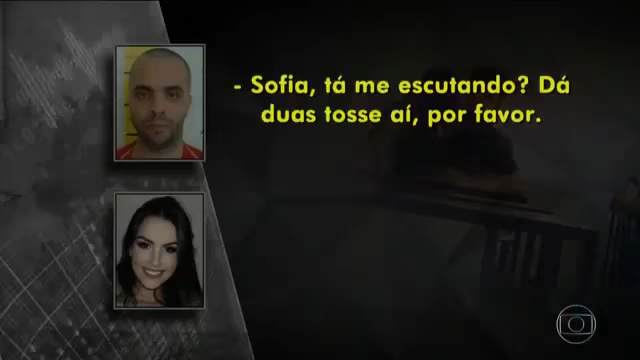 - Sofia, tá me escutando? Dá
duas tosse aí, por favor.